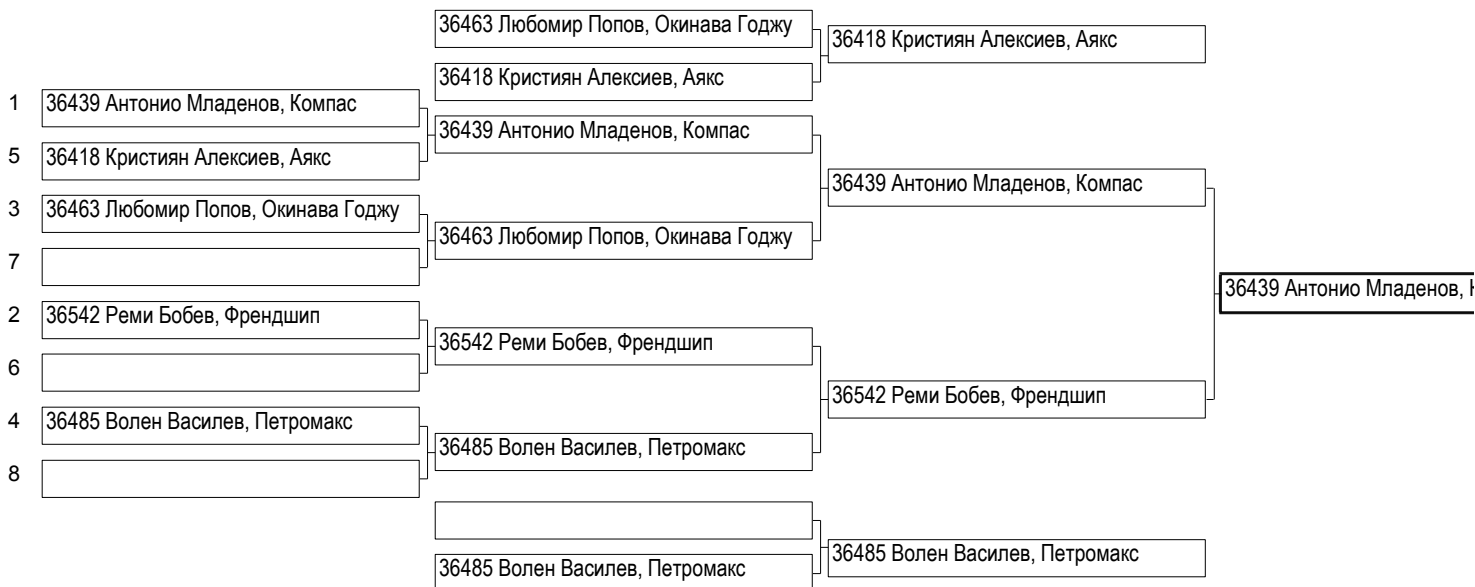 36463 Любомир Попов, Окинава Годжу
36418 Кристиян Алексиев, Аякс
36418 Кристиян Алексиев, Аякс
1 36439 Антонио Младенов, Компас
36439 Антонио Младенов, Компас
5 36418 Кристиян Алексиев, Аякс
36439 Антонио Младенов, Компас
3 36463 Любомир Попов, Окинава Годжу
36463 Любомир Попов, Окинава Годжу
7
36439 Антонио Младенов,
2 36542 Реми Бобев, Френдшип
36542 Реми Бобев, Френдшип
6
36542 Реми Бобев, Френдшип
4 36485 Волен Василев, Петромакс
36485 Волен Василев, Петромакс
8
36485 Волен Василев, Петромакс
36485 Волен Василев, Петромакс